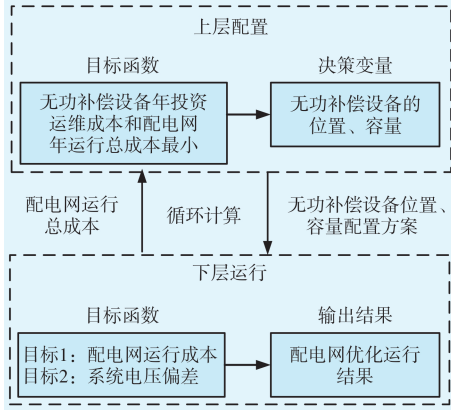 上层配置
目标函数
决策变量
无功补偿设备年投资
运维成本和配电网
年运行总成本最小
无功补偿设备的
位置、容量
配电网运行
总成本
循环计算
无功补偿设备位置、
容量配置方案
下层运行
目标函数
输出结果
目标1：配电网运行成本
目标2：系统电压偏差
配电网优化运行
结果